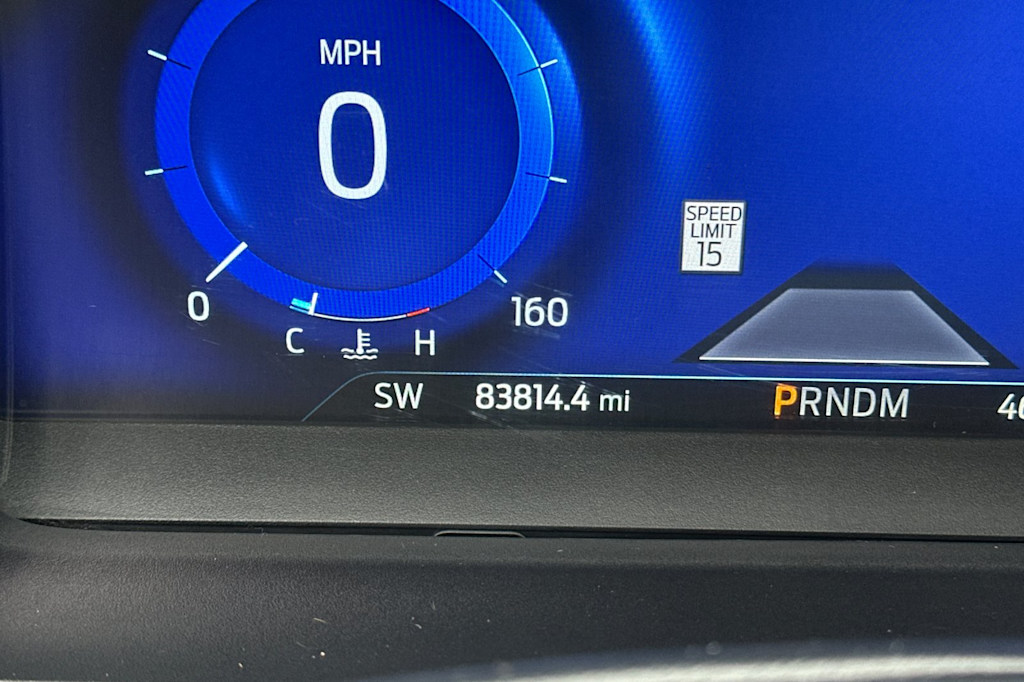 MPH
0
SPEED
LIMIT
15
0
160
C
H
SW 83814.4 mi PRNDM